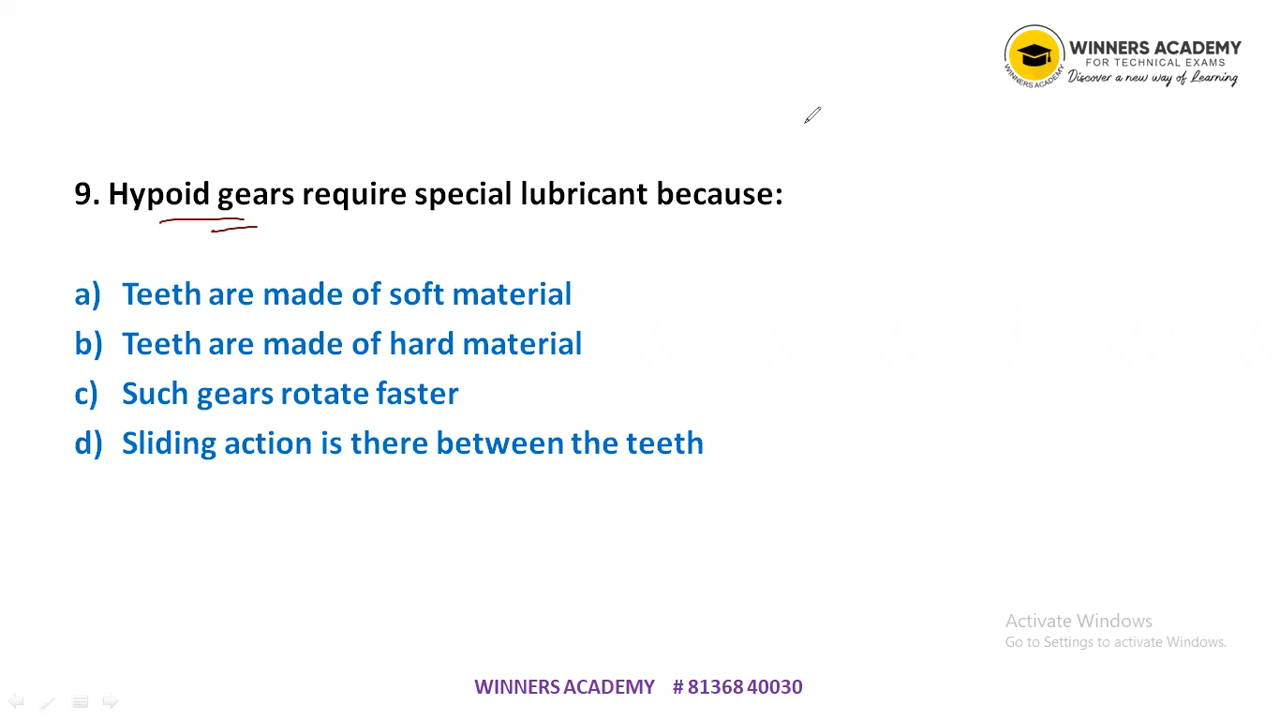 WINNERS ACADEMY
FOR TECHNICAL EXAMS
Discover a new way of Learning
WINNERS ACADEMY
9. Hypoid gears require special lubricant because:
a) Teeth are made of soft material
b) Teeth are made of hard material
c) Such gears rotate faster
d) Sliding action is there between the teeth
Activate Windows
Go to Settings to activate Windows.
WINNERS ACADEMY # 81368 40030